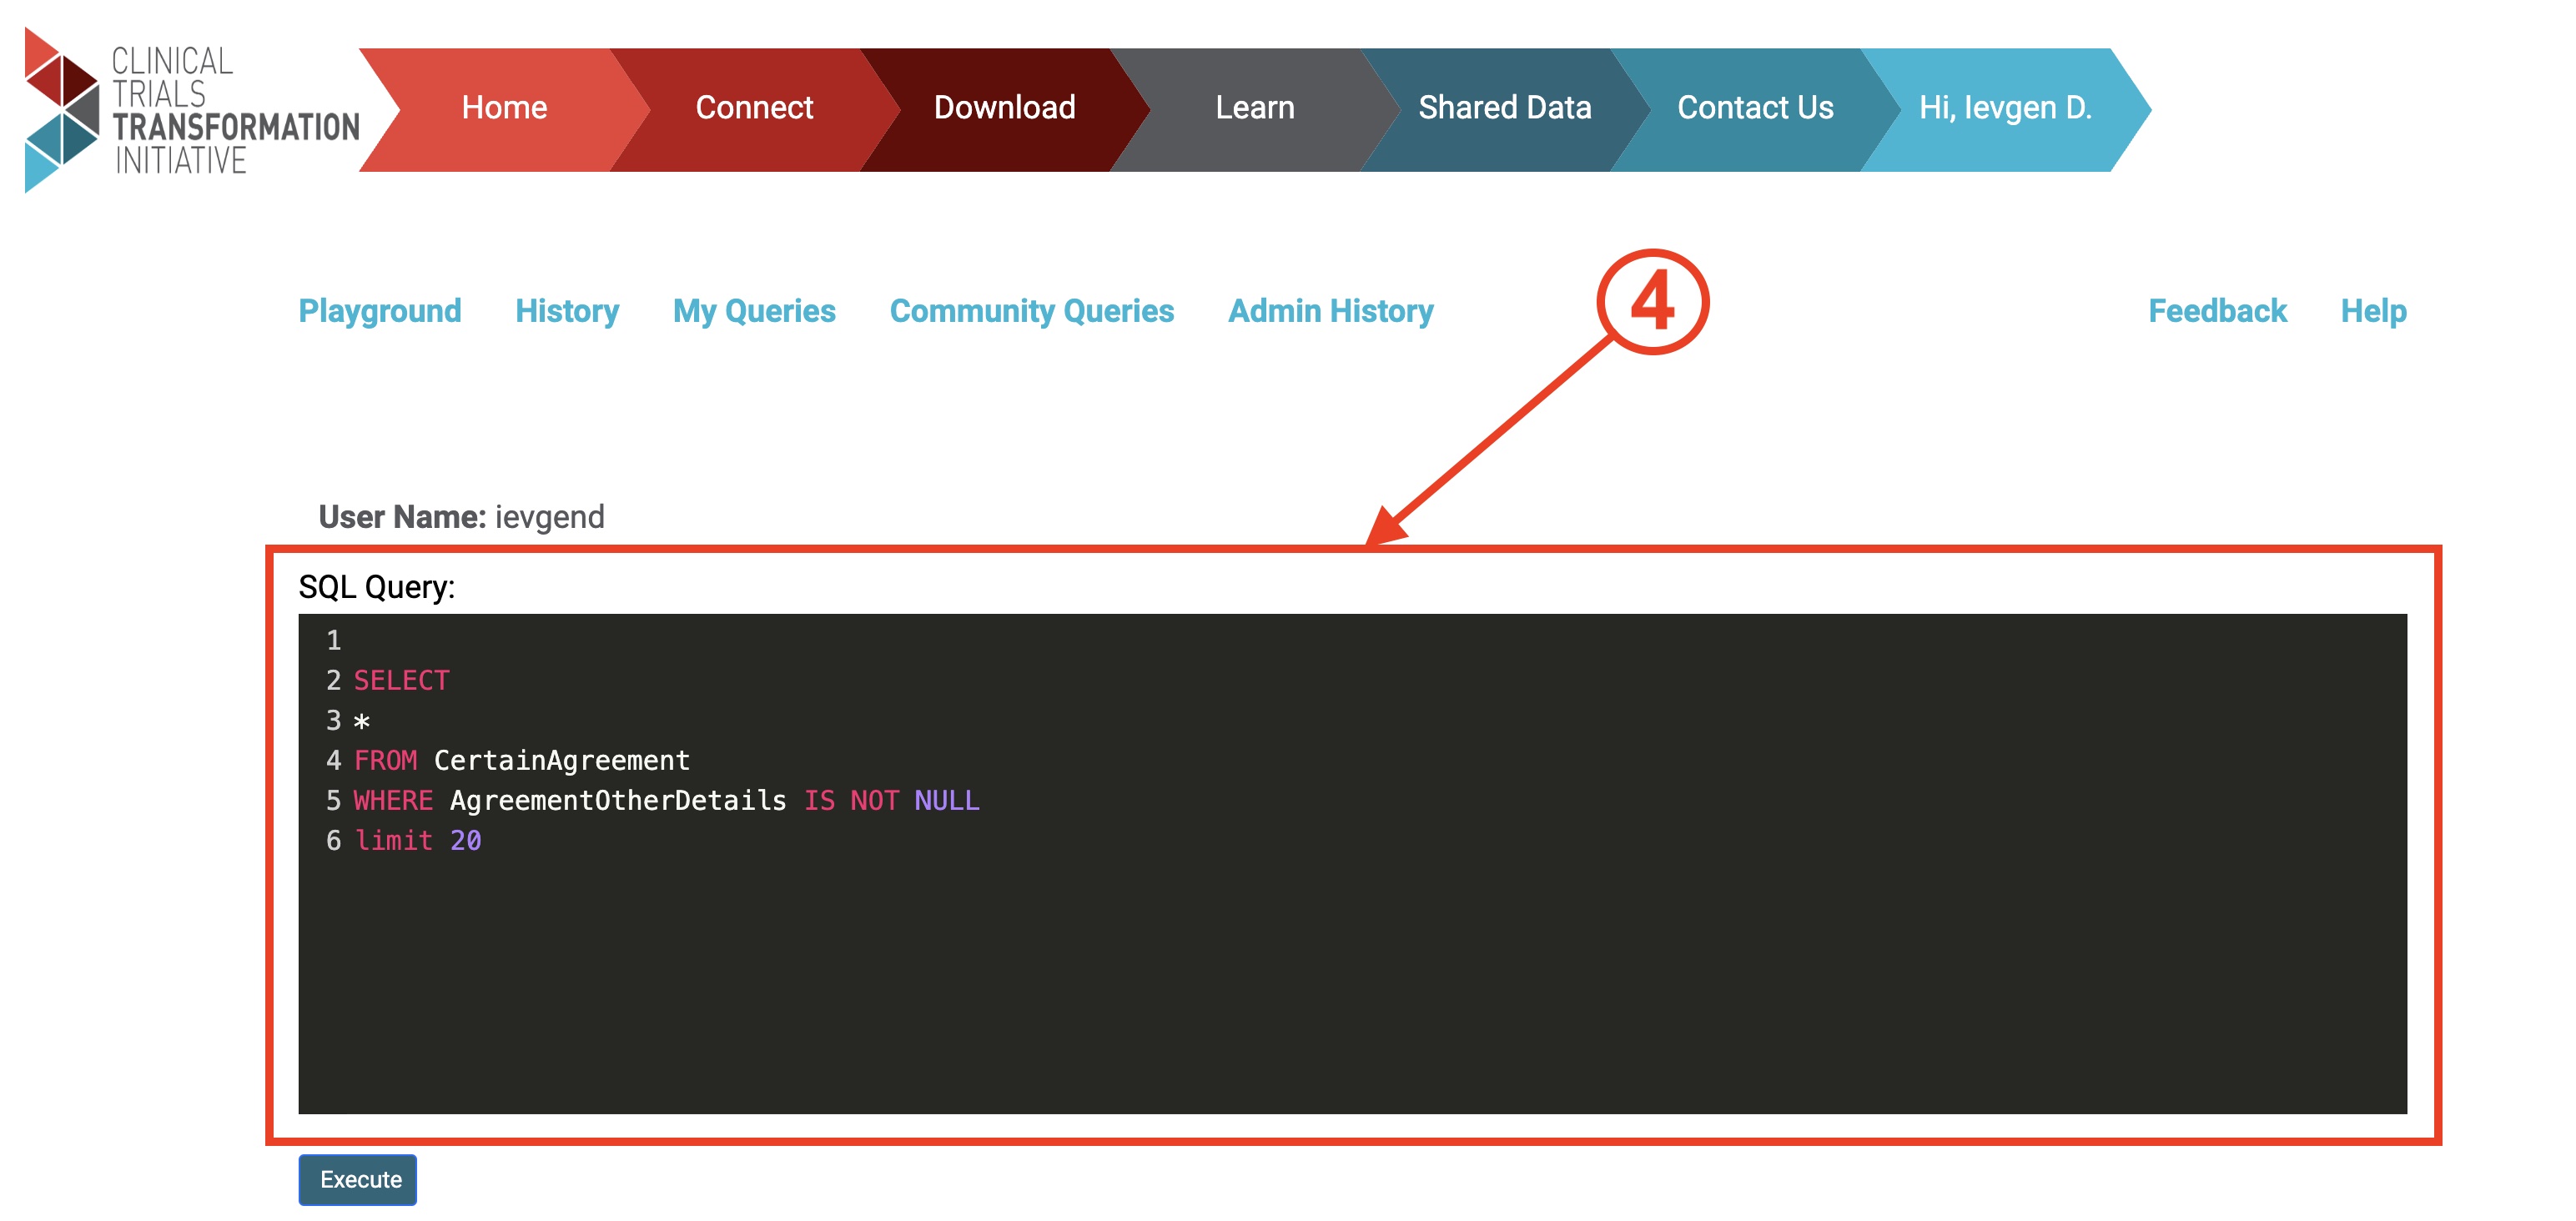 CLINICAL
TRIALS
TRANSFORMATION
INITIATIVE
Home Connect Download Learn Shared Data Contact Us Hi, Ievgen D.
Playground History My Queries Community Queries Admin History 4 Feedback Help
User Name: ievgend
SQL Query:
1
2 SELECT
3 *
4 FROM CertainAgreement
5 WHERE AgreementOtherDetails IS NOT NULL
6 limit 20
Execute